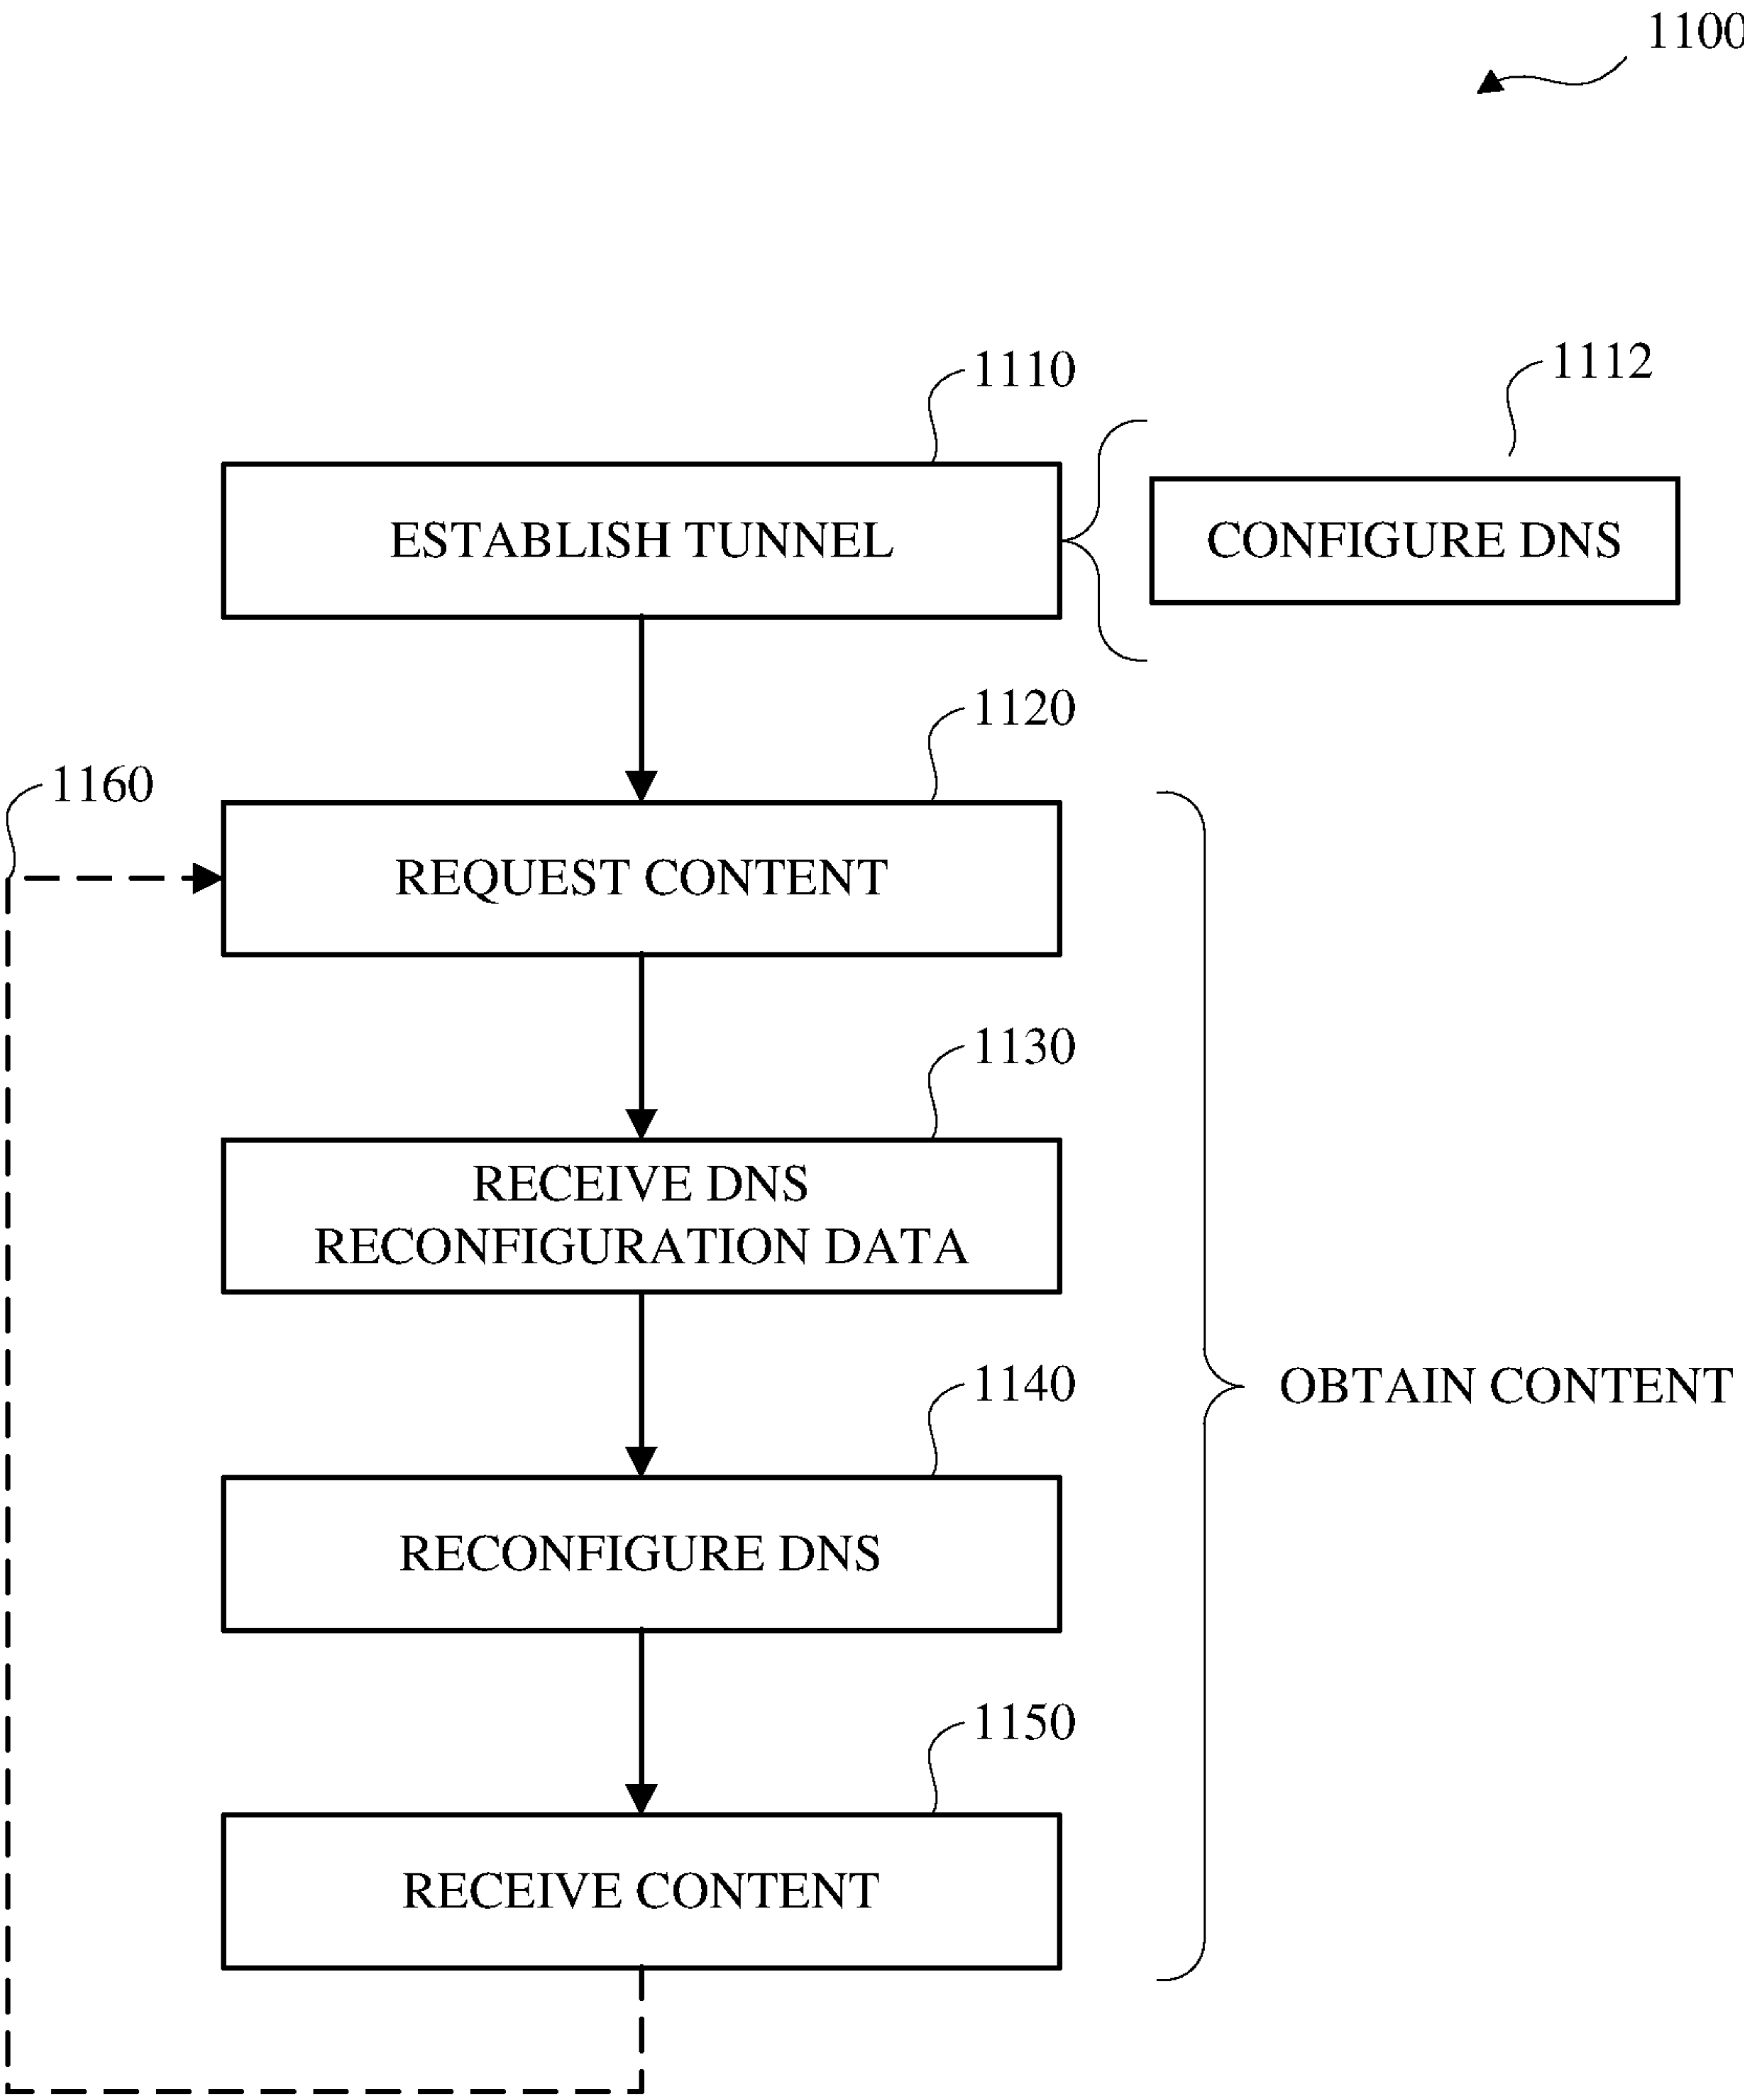 1100
1110
1112
ESTABLISH TUNNEL
CONFIGURE DNS
1120
1160
REQUEST CONTENT
1130
RECEIVE DNS
RECONFIGURATION DATA
1140
OBTAIN CONTENT
RECONFIGURE DNS
1150
RECEIVE CONTENT